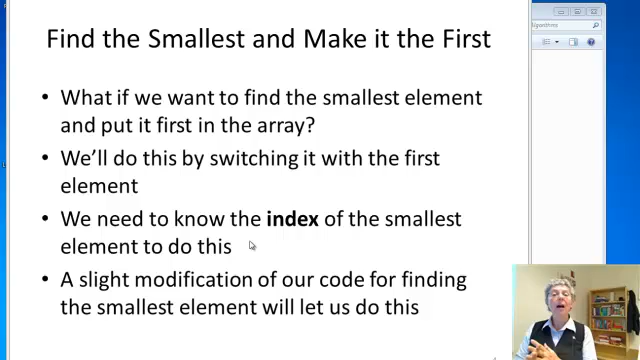 Find the Smallest and Make it the First
• What if we want to find the smallest element
and put it first in the array?
• We'll do this by switching it with the first
element
• We need to know the index of the smallest
element to do this
• A slight modification of our code for finding
the smallest element will let us do this
Algorithms